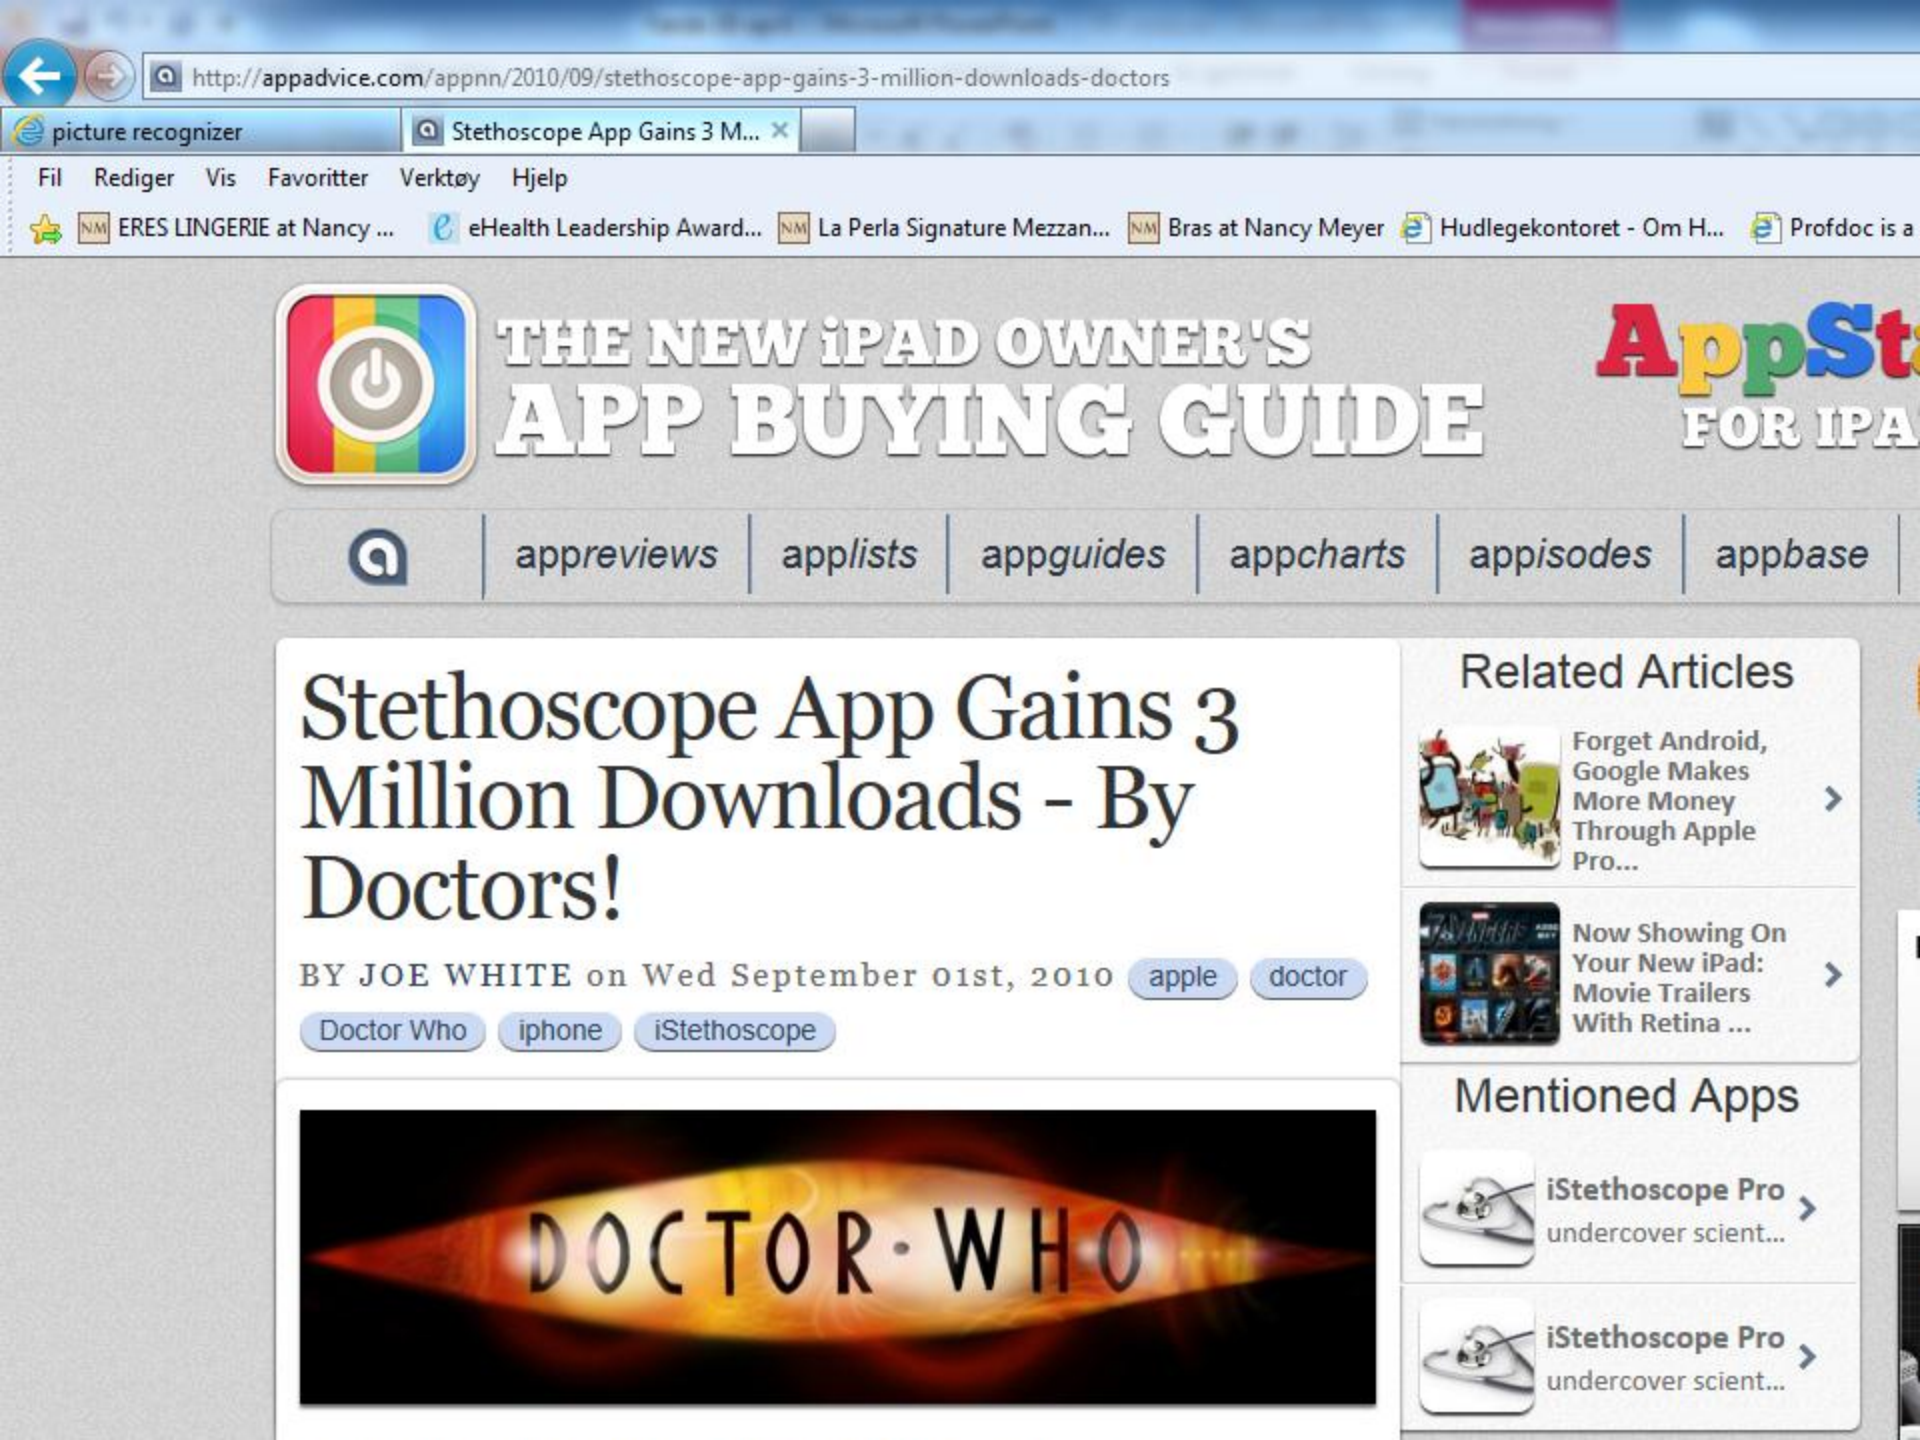 http://appadvice.com/appnn/2010/09/stethoscope-app-gains-3-million-downloads-doctors
picture recognizer
Stethoscope App Gains 3 M...
Fil Rediger Vis Favoritter Verktøy Hjelp
ERES LINGERIE at Nancy ... eHealth Leadership Award... La Perla Signature Mezzan... Bras at Nancy Meyer Hudlegekontoret - Om H... Profdoc is a
THE NEW iPAD OWNER'S
APP BUYING GUIDE
AppSt
FOR IPA
appreviews applists appguides appcharts appisodes appbase
Stethoscope App Gains 3
Million Downloads - By
Doctors!
BY JOE WHITE on Wed September 01st, 2010 apple doctor
Doctor Who iphone iStethoscope
DOCTOR·WHO
Related Articles
Forget Android,
Google Makes
More Money
Through Apple
Pro...
Now Showing On
Your New iPad:
Movie Trailers
With Retina ...
Mentioned Apps
iStethoscope Pro
undercover scient...
iStethoscope Pro
undercover scient...